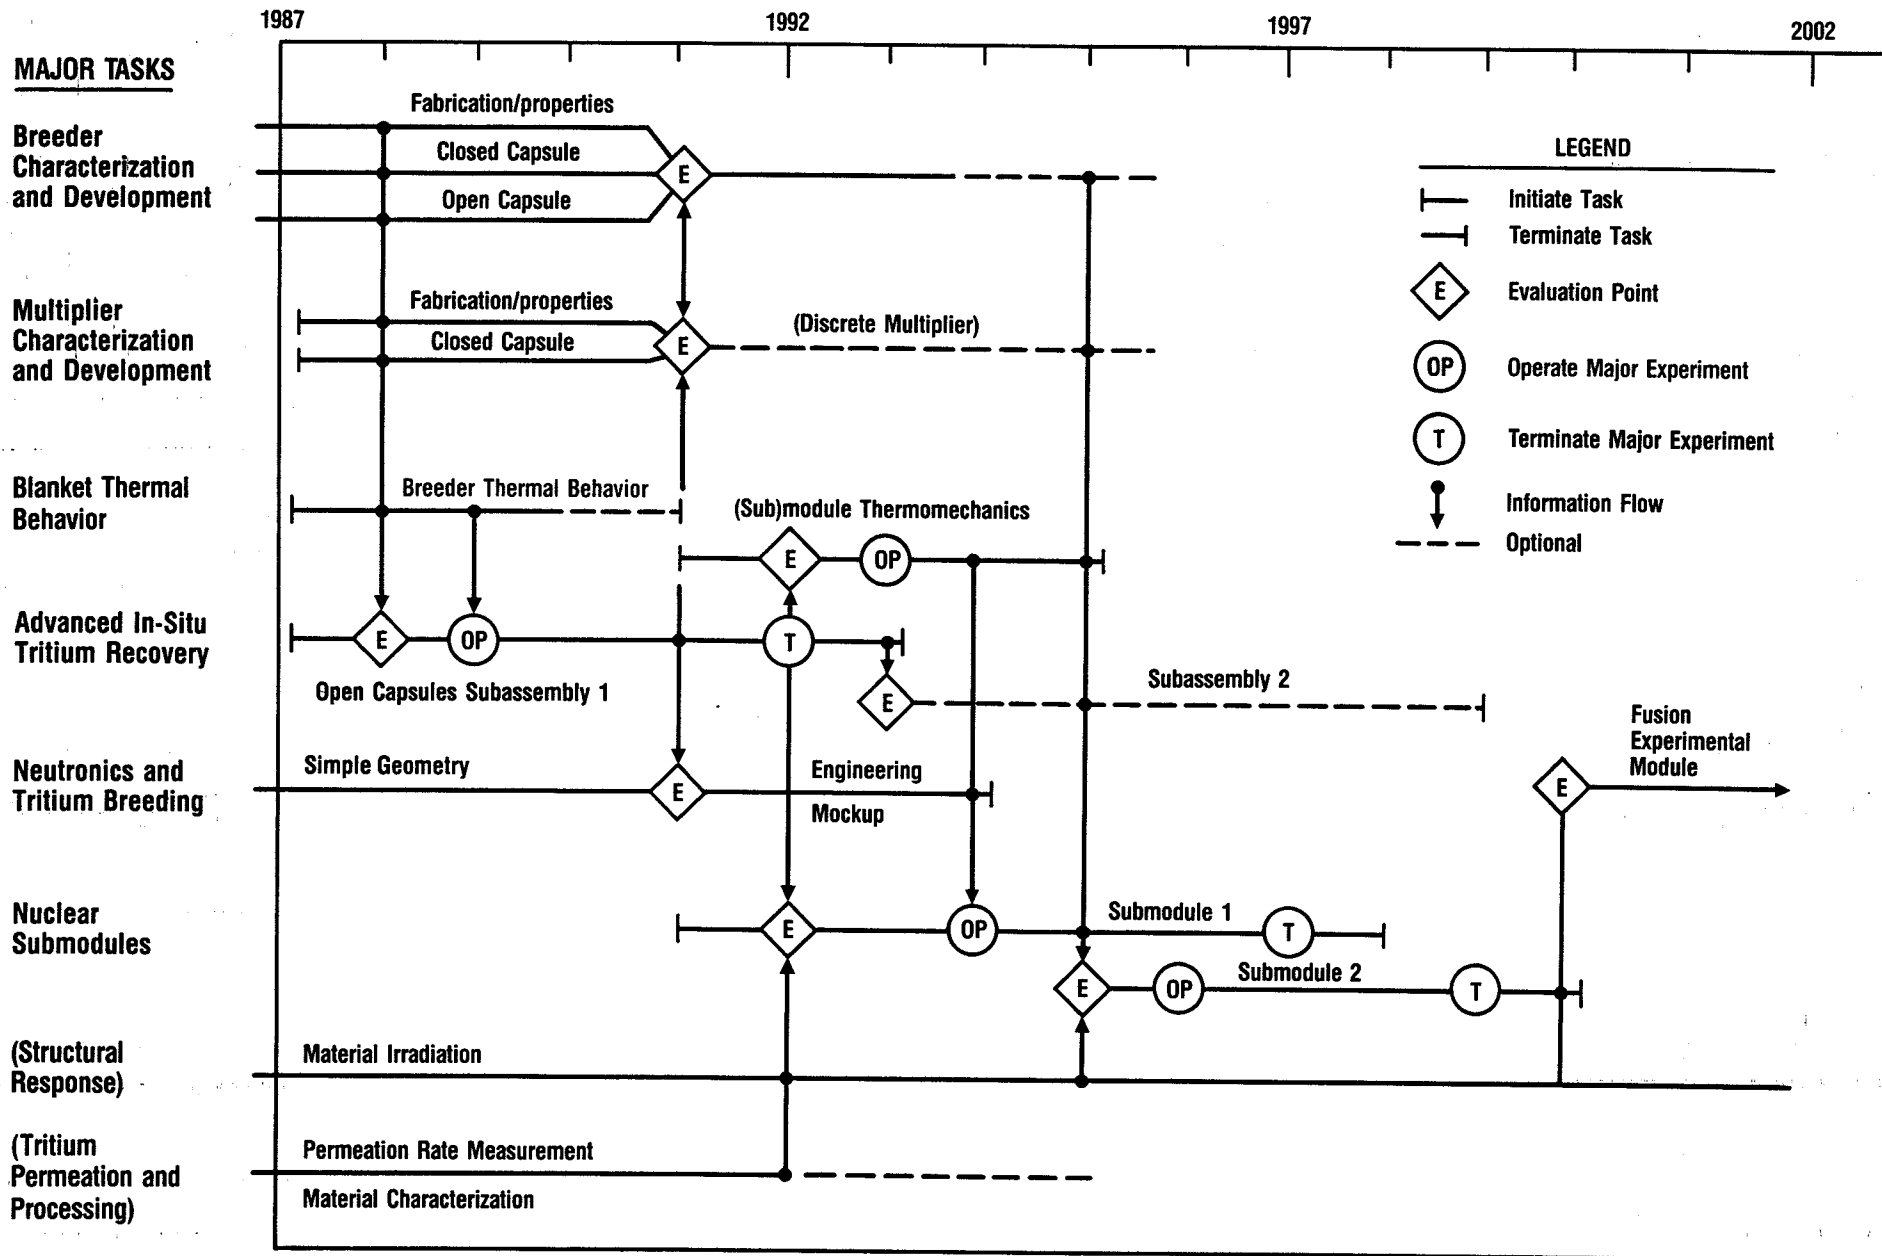 1987
1992
1997
2002
MAJOR TASKS
Breeder
Characterization
and Development
Fabrication/properties
Closed Capsule
Open Capsule
E
LEGEND
Initiate Task
Terminate Task
E
Evaluation Point
OP
Operate Major Experiment
T
Terminate Major Experiment
Information Flow
Optional
Multiplier
Characterization
and Development
Fabrication/properties
Closed Capsule
E
(Discrete Multiplier)
Blanket Thermal
Behavior
Breeder Thermal Behavior
(Sub)module Thermomechanics
E
OP
Advanced In-Situ
Tritium Recovery
E
OP
T
Open Capsules Subassembly 1
E
Subassembly 2
Neutronics and
Tritium Breeding
Simple Geometry
E
Engineering
Mockup
E
Fusion
Experimental
Module
Nuclear
Submodules
E
OP
Submodule 1
T
E
OP
Submodule 2
T
(Structural
Response)
Material Irradiation
(Tritium
Permeation and
Processing)
Permeation Rate Measurement
Material Characterization